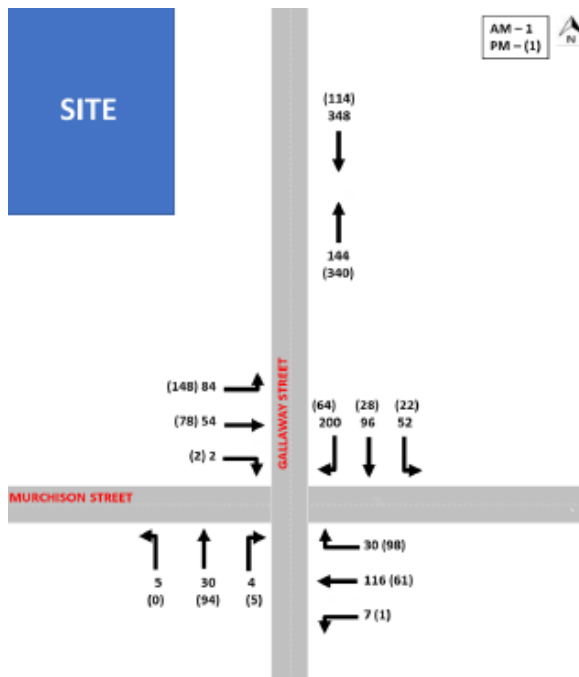 AM – 1
PM – (1)
N
SITE
(114)
348
144
(340)
GALLAWAY STREET
(148) 84
(78) 54
(2) 2
(64) (28) (22)
200 96 52
MURCHISON STREET
30 (98)
116 (61)
7 (1)
5 30 4
(0) (94) (5)